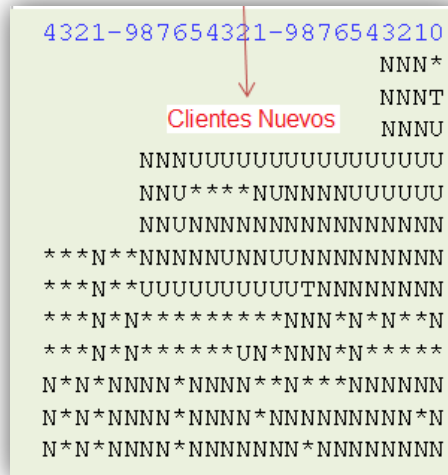 4321-987654321-9876543210
NNN*
NNNT
Clientes Nuevos
NNNU
NNNUUUUUUUUUUUUUUUU
NNU****NUNNNNUUUUUU
NNUNNNNNNNNNNNNNNNN
***N**NNNNNUNNUUNNNNNNNNN
***N**UUUUUUUUUUTNNNNNNNN
***N*N*********NNN*N*N**N
***N*N******UN*NNN*N*****
N*N*NNNN*NNNN**N***NNNNNN
N*N*NNNN*NNNN*NNNNNNNNN*N
N*N*NNNN*NNNNNNN*NNNNNNNN